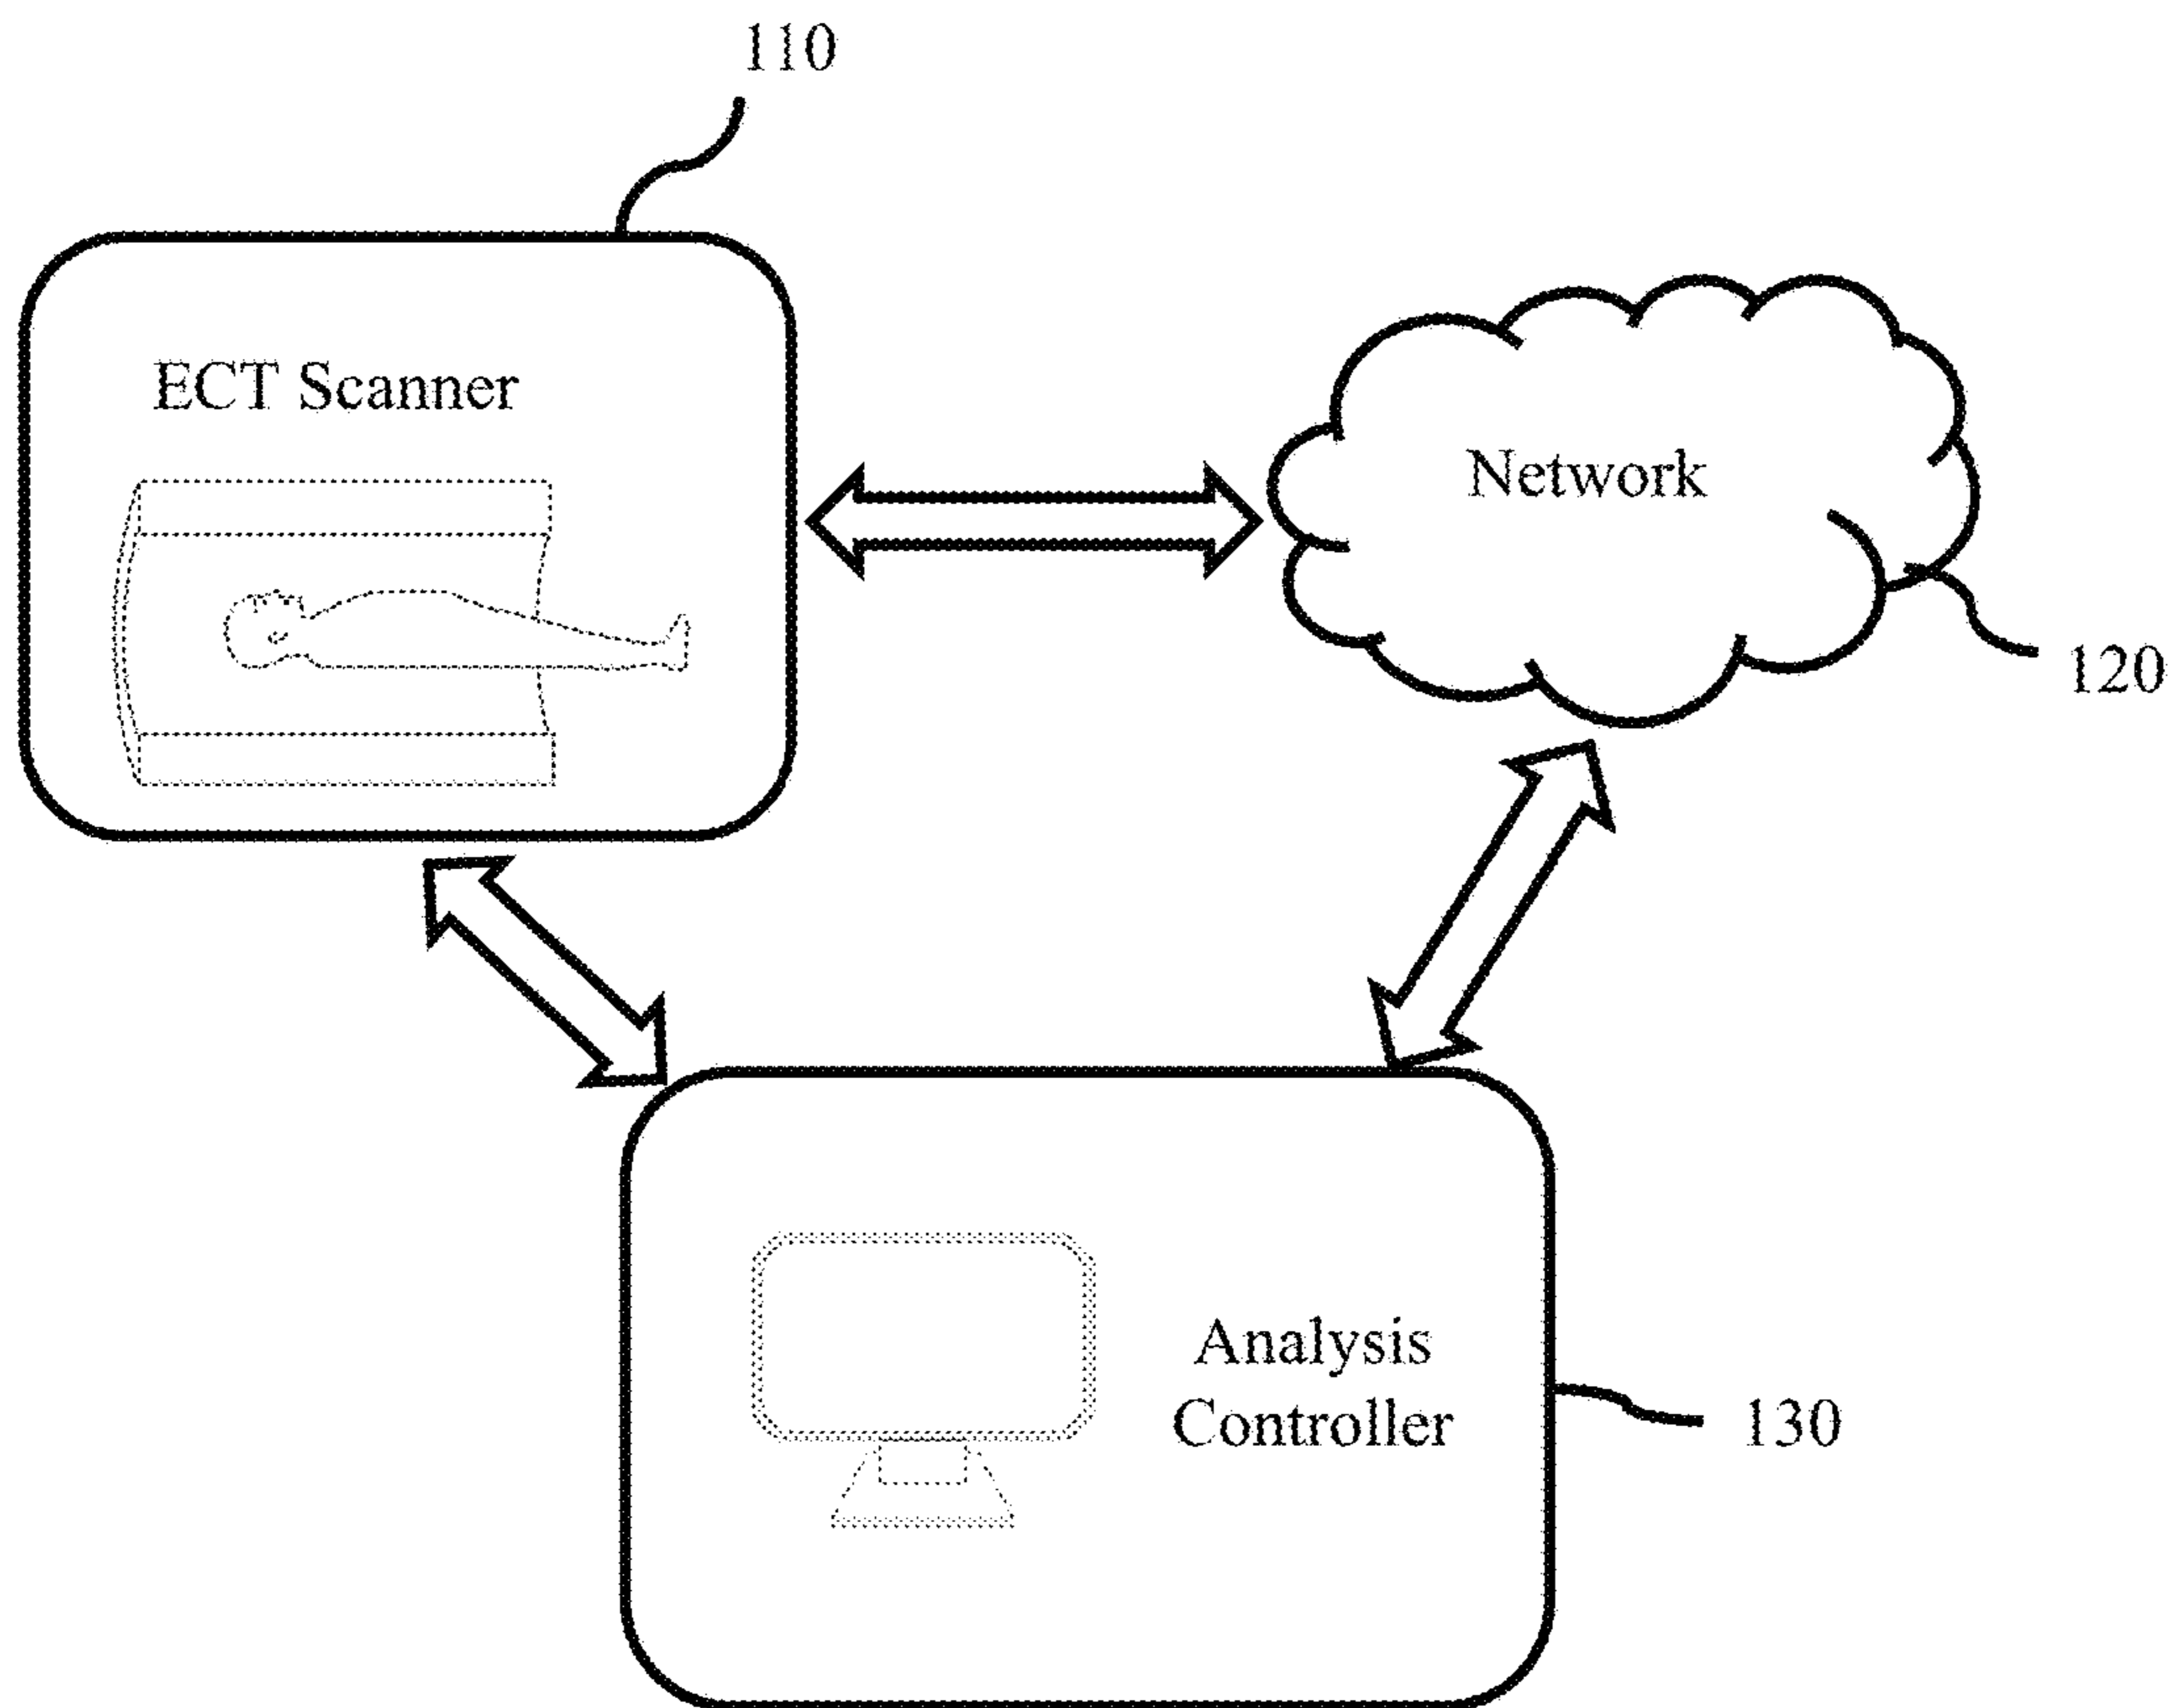 110
ECT Scanner
Network
120
Analysis
Controller
130